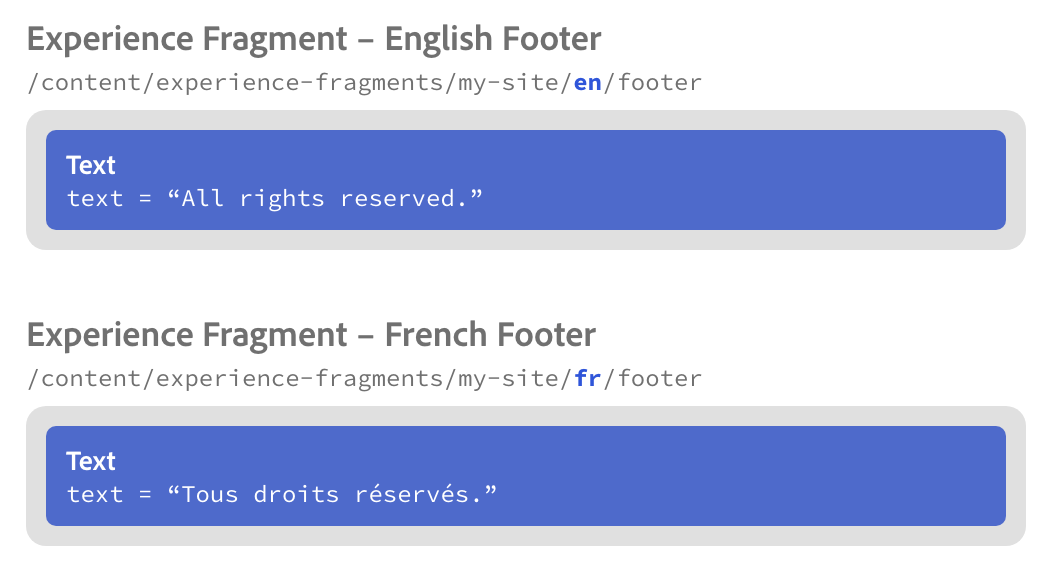 Experience Fragment – English Footer
/content/experience-fragments/my-site/en/footer
Text
text = “All rights reserved.”
Experience Fragment – French Footer
/content/experience-fragments/my-site/fr/footer
Text
text = “Tous droits réservés.”